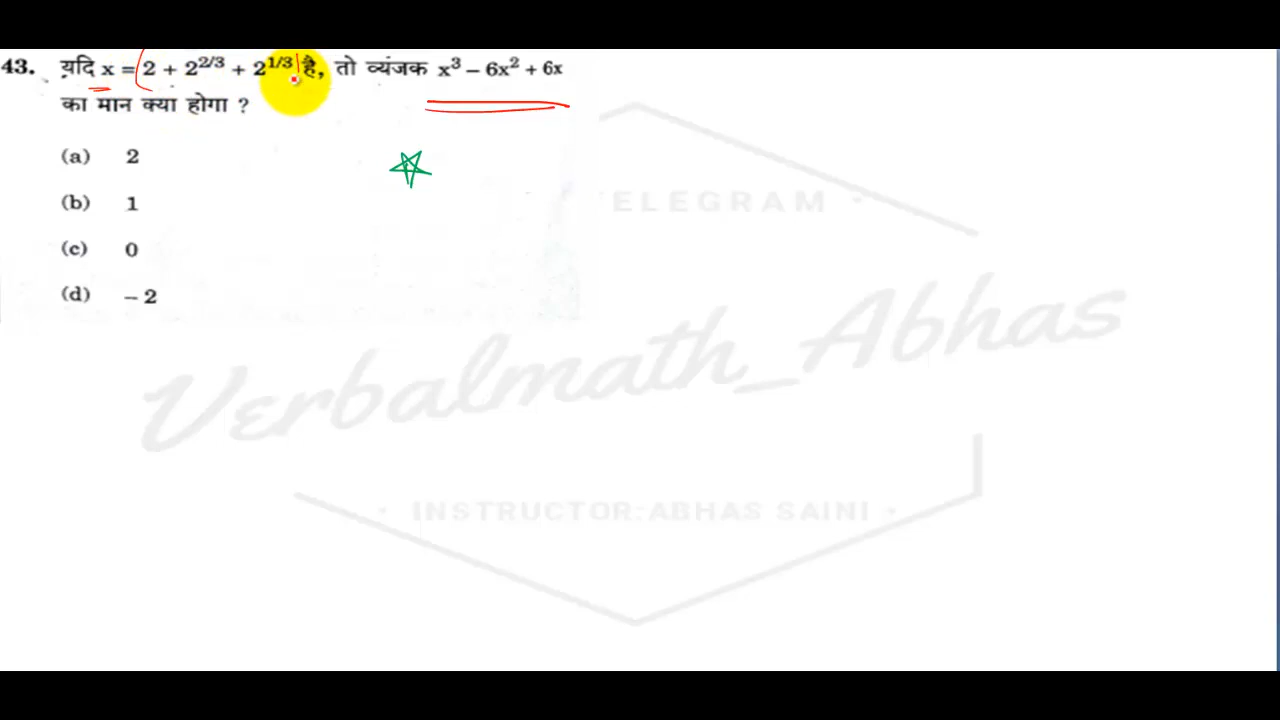 43. यदि x = 2 + 2^{2/3} + 2^{1/3} है, तो व्यंजक x³ – 6x² + 6x
का मान क्या होगा ?
(a) 2
(b) 1
(c) 0
(d) – 2
ELEGRAM
Verbalmath_Abhas
INSTRUCTOR:ABHAS SAINI